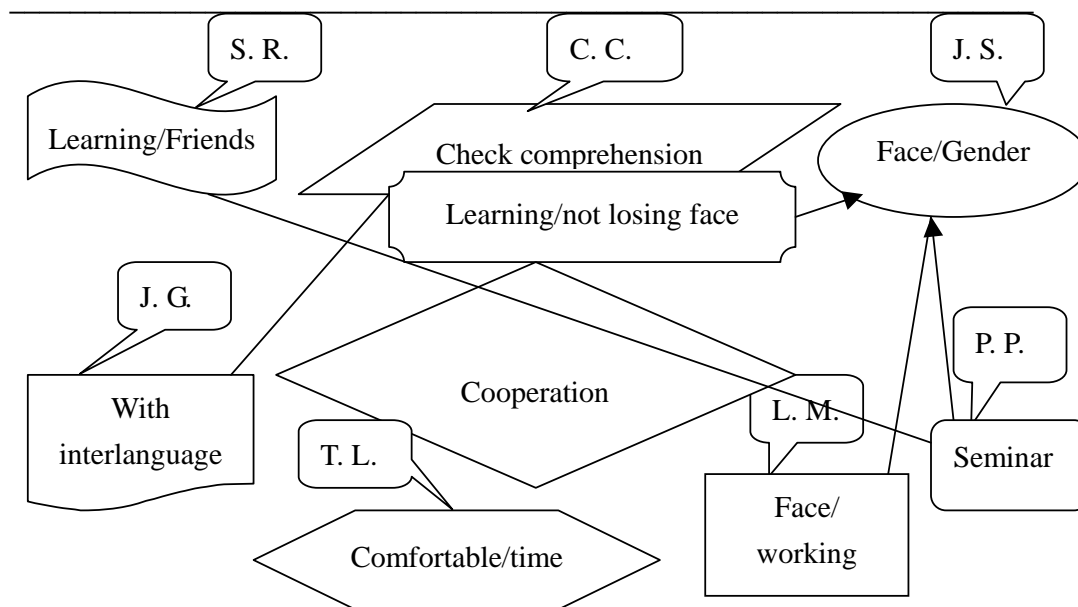 S. R.
C. C.
J. S.
Learning/Friends
Check comprehension
Face/Gender
Learning/not losing face
J. G.
P. P.
With
interlanguage
Cooperation
L. M.
T. L.
Seminar
Face/
working
Comfortable/time